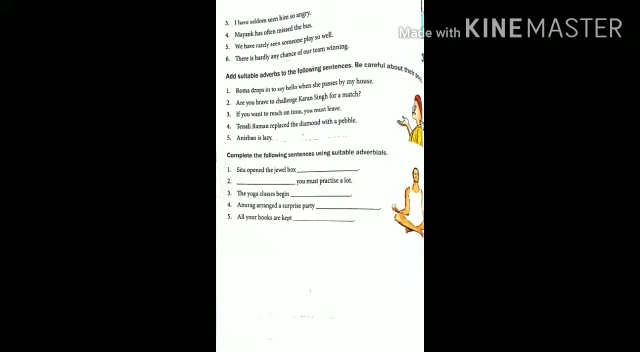 Made with KINEMASTER
3. I have seldom seen him so angry.
4. Mayank has often missed the bus.
5. We have rarely seen someone play so well.
6. There is hardly any chance of our team winning.
Add suitable adverbs to the following sentences. Be careful about their
1. Roma drops in to say hello when she passes by my house.
2. Are you brave to challenge Karan Singh for a match?
3. If you want to reach on time, you must leave.
4. Tenali Raman replaced the diamond with a pebble.
5. Anirban is lazy.
Complete the following sentences using suitable adverbials.
1. Sita opened the jewel box ____________.
2. ____________ you must practise a lot.
3. The yoga classes begin ____________.
4. Anurag arranged a surprise party ____________.
5. All your books are kept ____________.